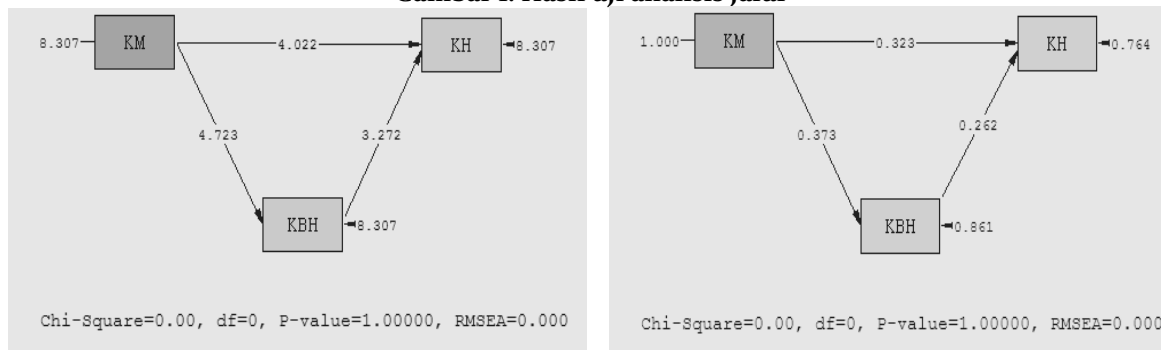 8.307 KM 4.022 KH 8.307
4.723 3.272
KBH 8.307
Chi-Square=0.00, df=0, P-value=1.00000, RMSEA=0.000
1.000 KM 0.323 KH 0.764
0.373 0.262
KBH 0.861
Chi-Square=0.00, df=0, P-value=1.00000, RMSEA=0.000